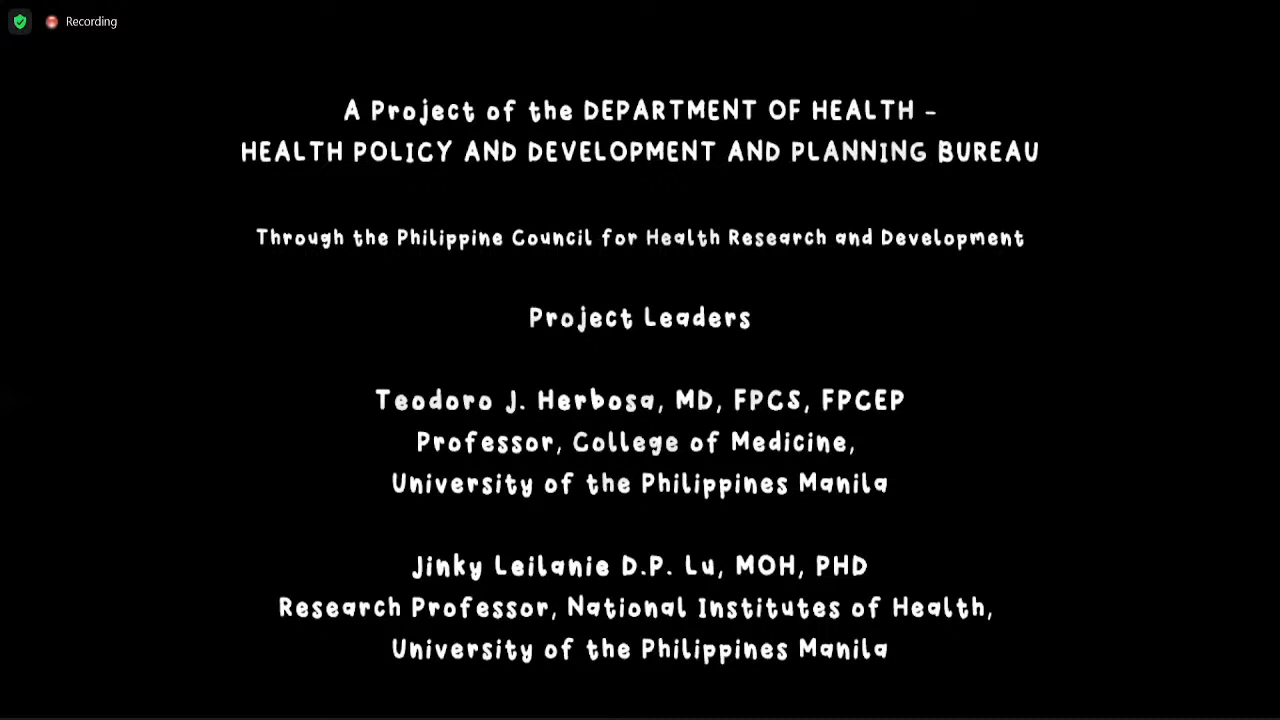 Recording
A Project of the DEPARTMENT OF HEALTH -
HEALTH POLICY AND DEVELOPMENT AND PLANNING BUREAU
Through the Philippine Council for Health Research and Development
Project Leaders
Teodoro J. Herbosa, MD, FPCS, FPCEP
Professor, College of Medicine,
University of the Philippines Manila
Jinky Leilanie D.P. Lu, MOH, PHD
Research Professor, National Institutes of Health,
University of the Philippines Manila